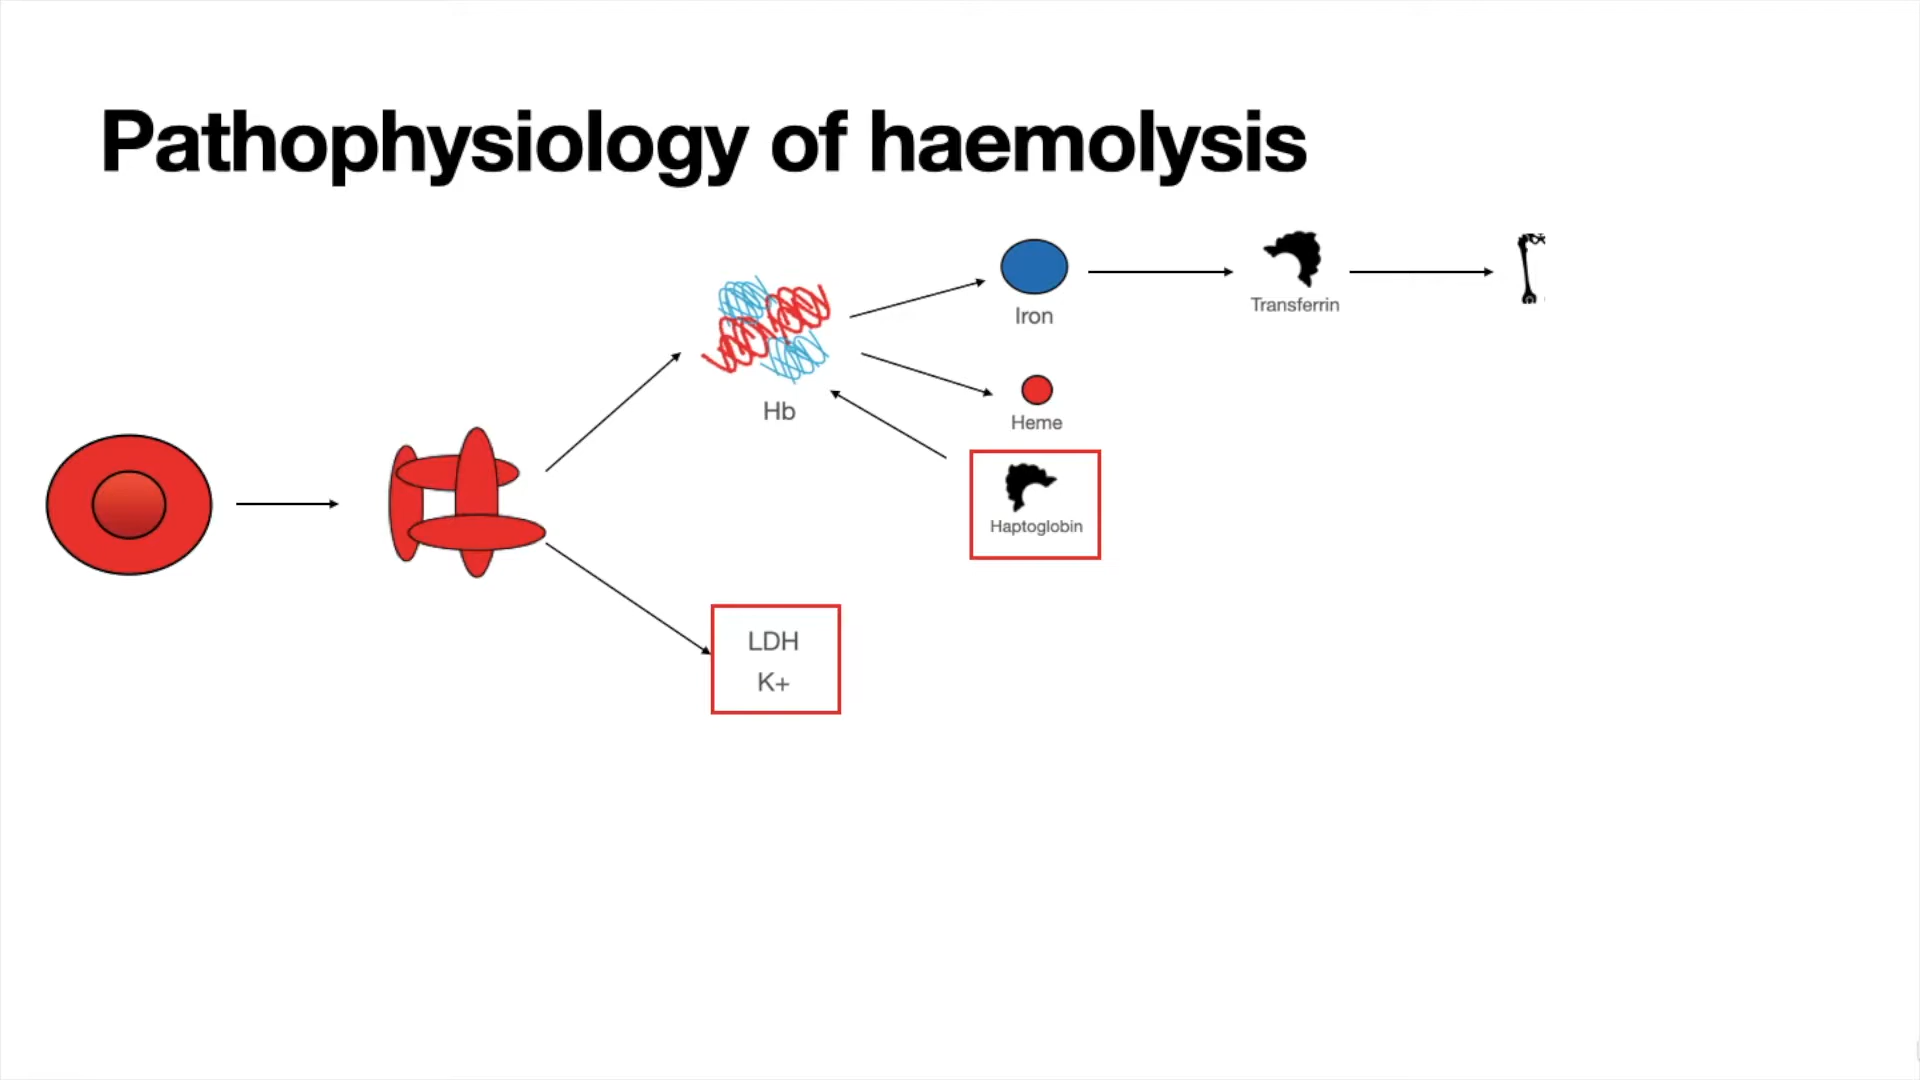 Pathophysiology of haemolysis
Iron
Transferrin
Hb
Heme
Haptoglobin
LDH
K+